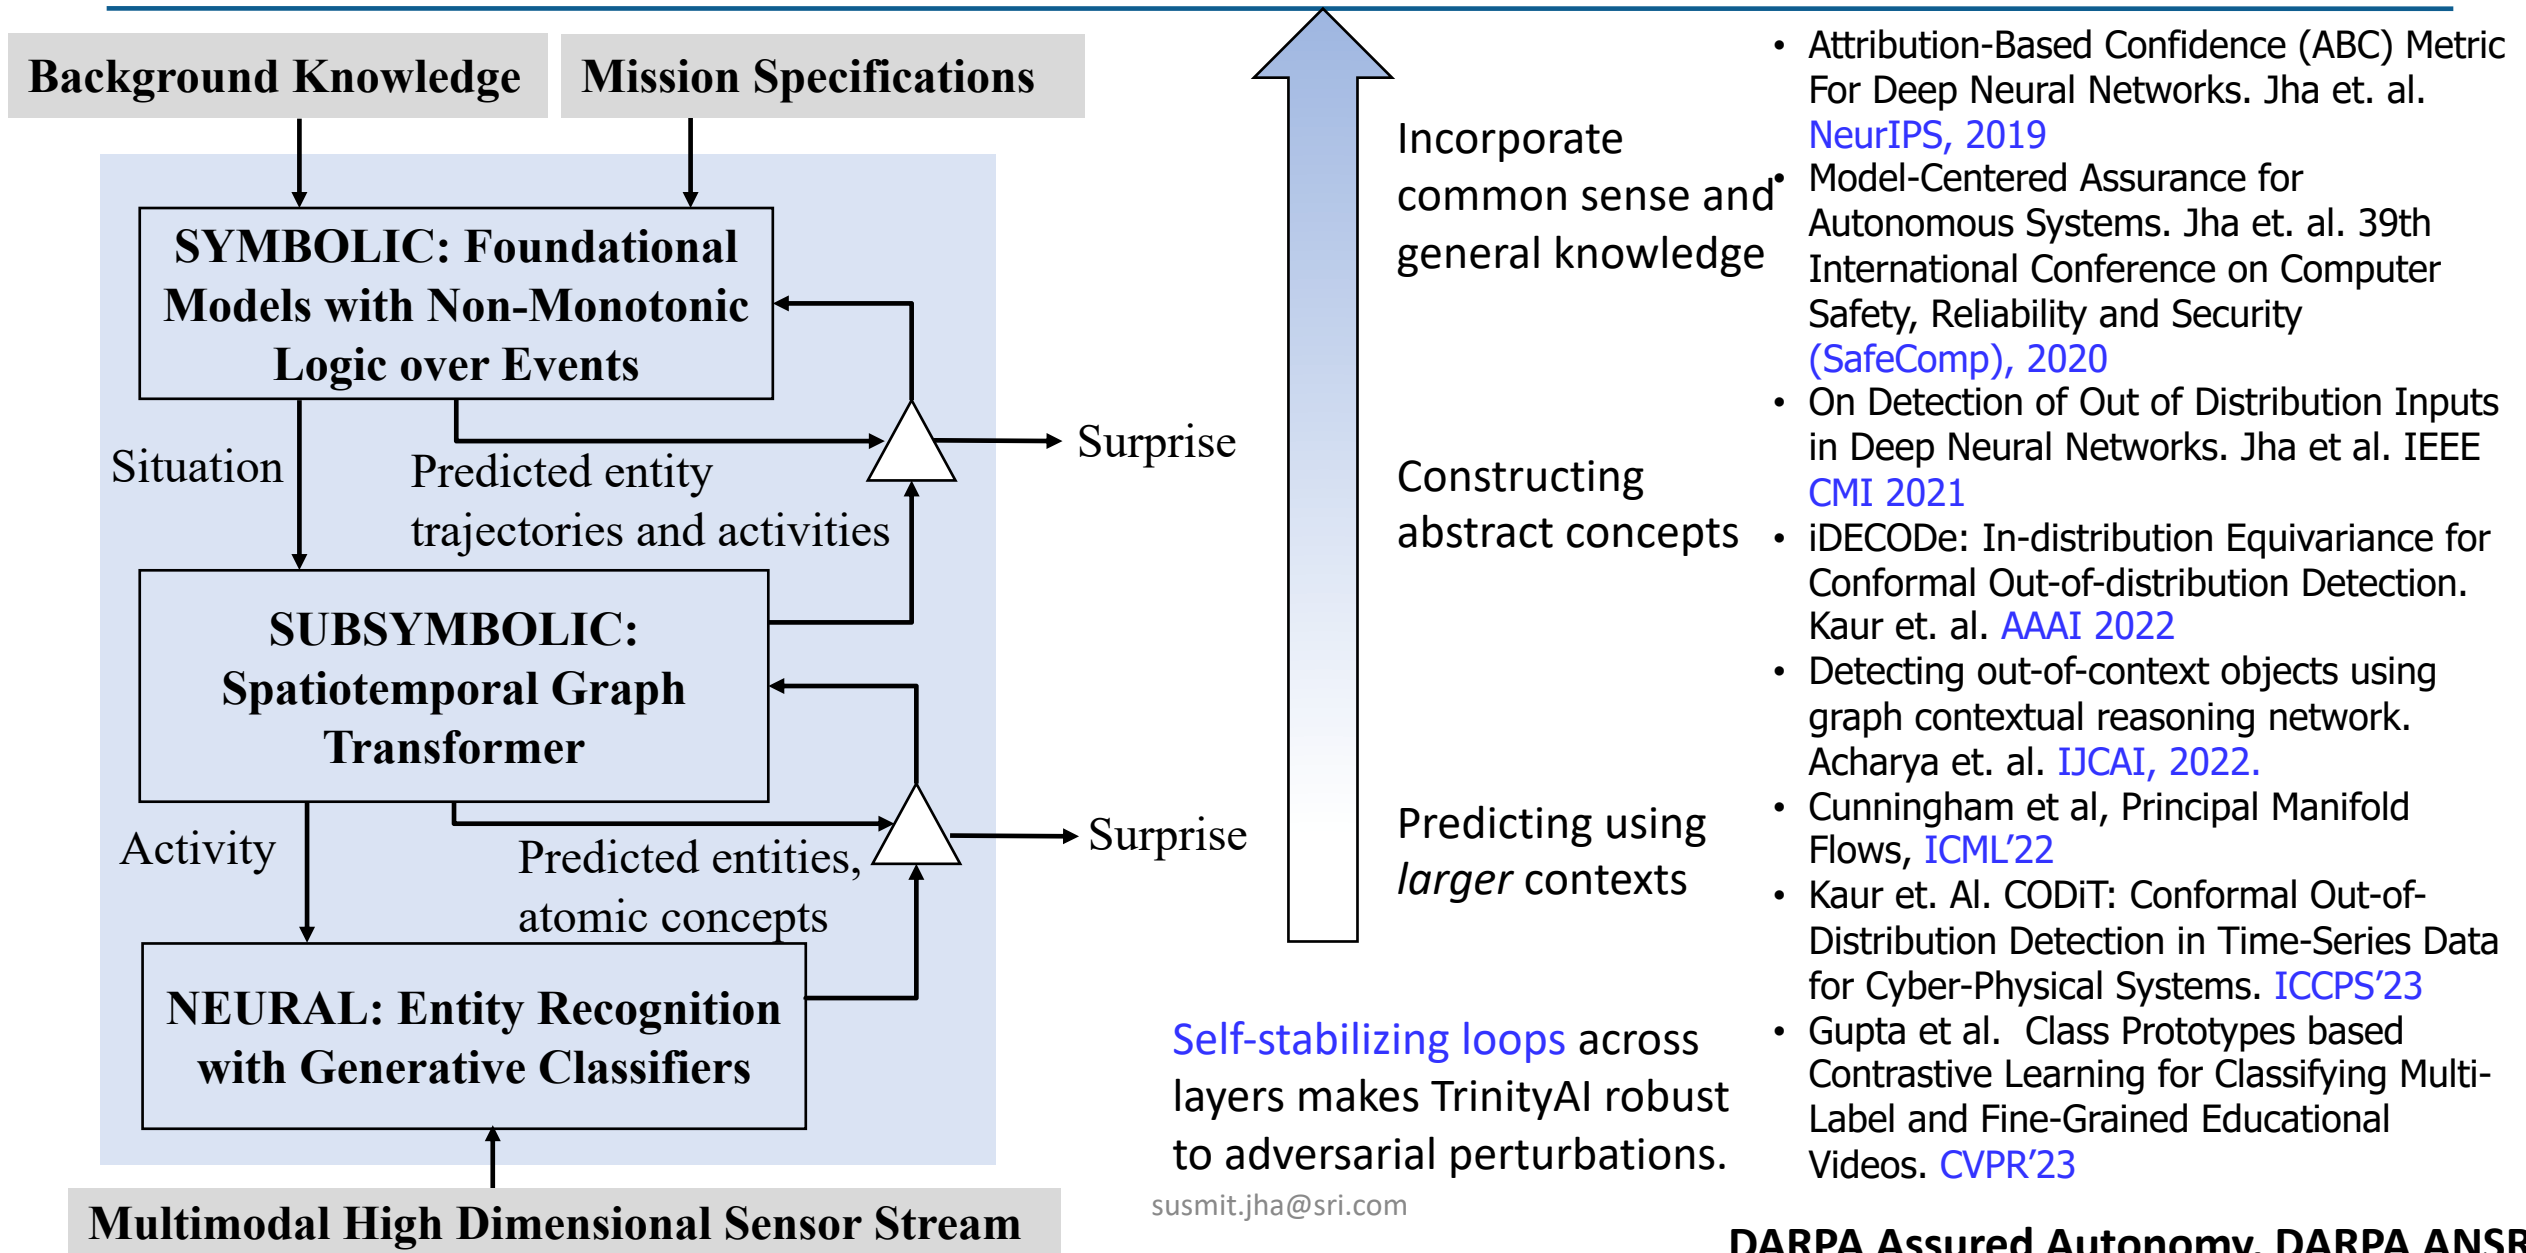 Background Knowledge
Mission Specifications
SYMBOLIC: Foundational
Models with Non-Monotonic
Logic over Events
Situation
Predicted entity
trajectories and activities
Surprise
SUBSYMBOLIC:
Spatiotemporal Graph
Transformer
Activity
Predicted entities,
atomic concepts
Surprise
NEURAL: Entity Recognition
with Generative Classifiers
Multimodal High Dimensional Sensor Stream
Incorporate
common sense and
general knowledge
Constructing
abstract concepts
Predicting using
larger contexts
Self-stabilizing loops across
layers makes TrinityAI robust
to adversarial perturbations.
susmit.jha@sri.com
• Attribution-Based Confidence (ABC) Metric
For Deep Neural Networks. Jha et. al.
NeurIPS, 2019
• Model-Centered Assurance for
Autonomous Systems. Jha et. al. 39th
International Conference on Computer
Safety, Reliability and Security
(SafeComp), 2020
• On Detection of Out of Distribution Inputs
in Deep Neural Networks. Jha et al. IEEE
CMI 2021
• iDECODe: In-distribution Equivariance for
Conformal Out-of-distribution Detection.
Kaur et. al. AAAI 2022
• Detecting out-of-context objects using
graph contextual reasoning network.
Acharya et. al. IJCAI, 2022.
• Cunningham et al, Principal Manifold
Flows, ICML’22
• Kaur et. Al. CODiT: Conformal Out-of-
Distribution Detection in Time-Series Data
for Cyber-Physical Systems. ICCPS’23
• Gupta et al. Class Prototypes based
Contrastive Learning for Classifying Multi-
Label and Fine-Grained Educational
Videos. CVPR’23
DARPA Assured Autonomy, DARPA ANSR